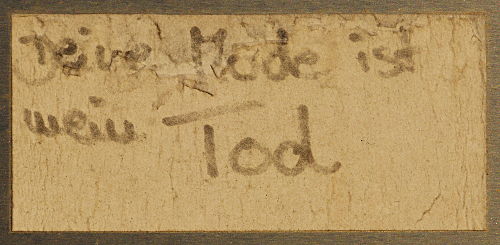 Deine Mode ist
mein Tod